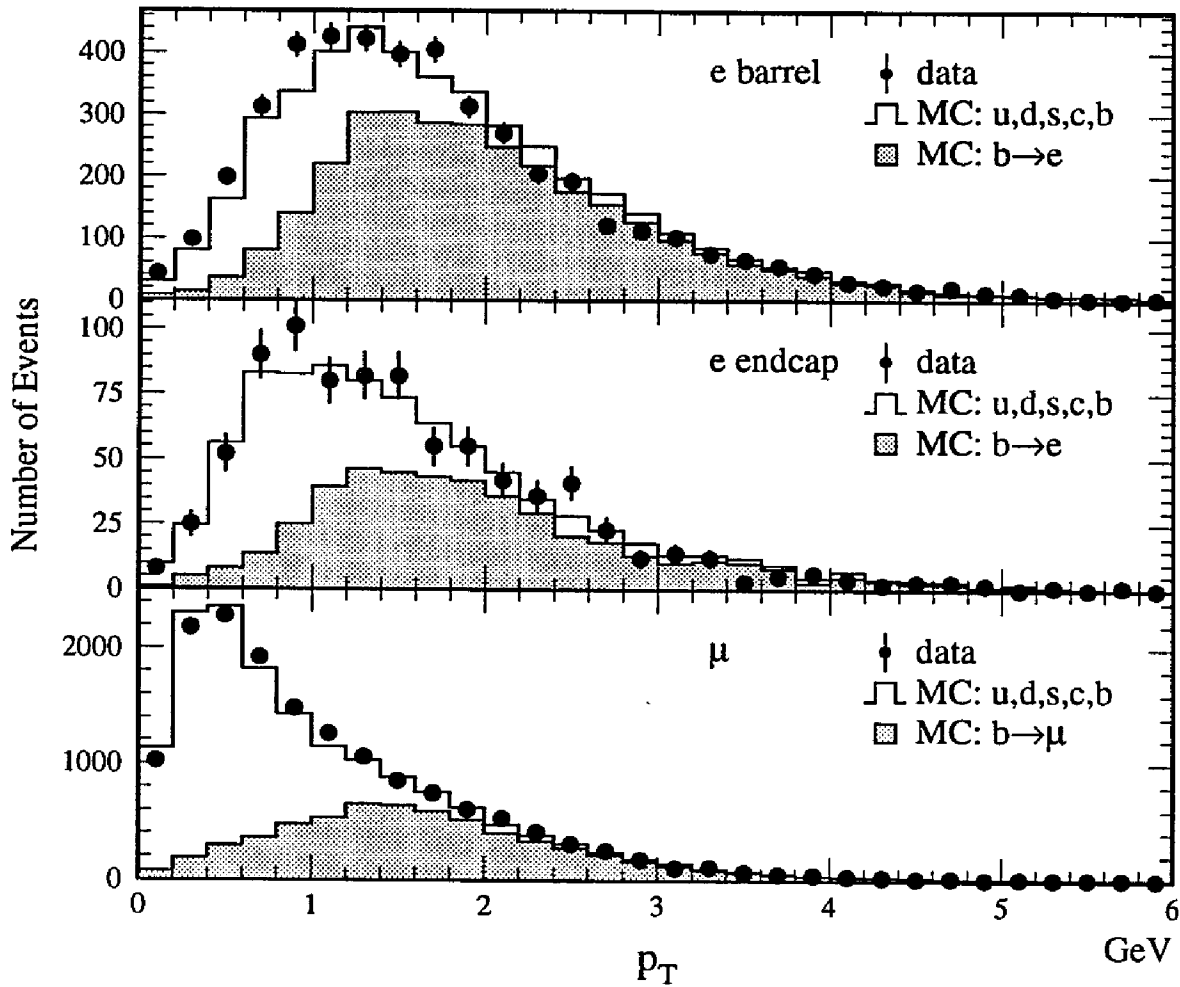 Number of Events
400
300
200
100
0
e barrel
data
MC: u,d,s,c,b
MC: b→e
100
75
50
25
0
e endcap
data
MC: u,d,s,c,b
MC: b→e
2000
1000
0
μ
data
MC: u,d,s,c,b
MC: b→μ
0 1 2 3 4 5 6
p_T
GeV